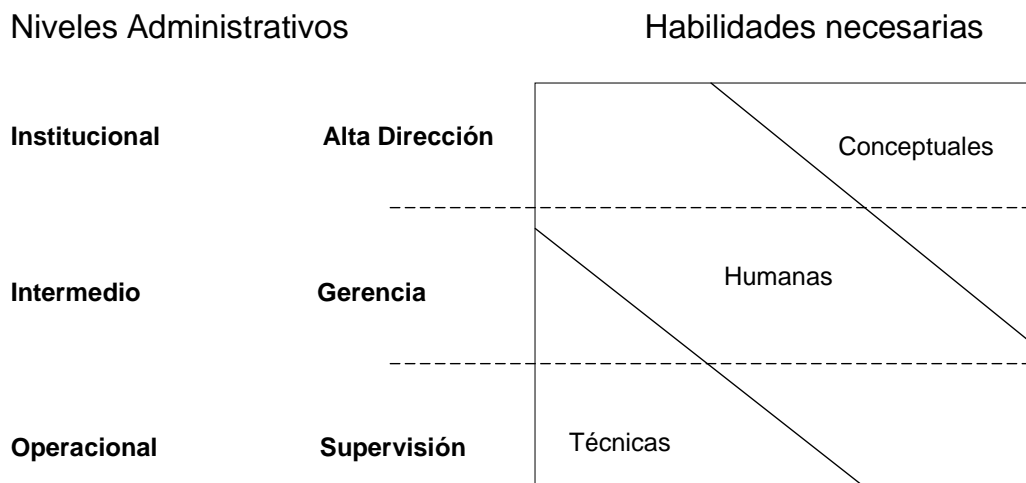 Niveles Administrativos Habilidades necesarias
Institucional Alta Dirección Conceptuales
Intermedio Gerencia Humanas
Operacional Supervisión Técnicas